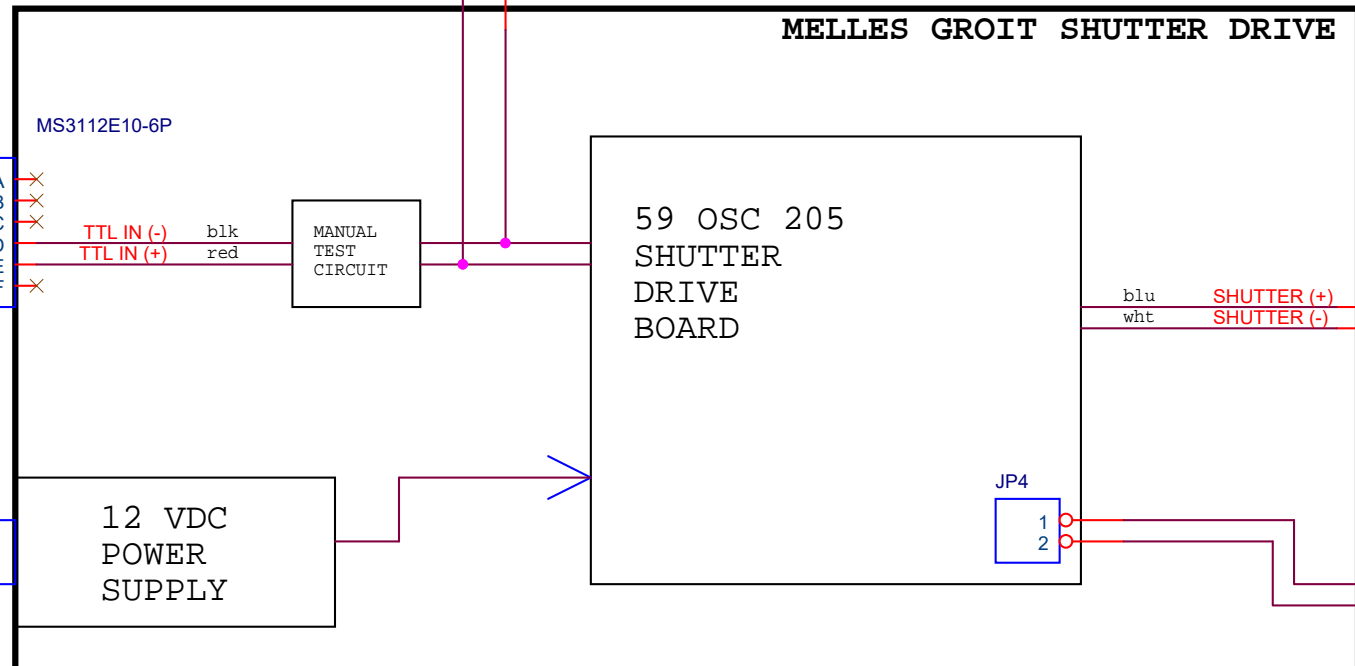 MELLES GROIT SHUTTER DRIVE
MS3112E10-6P
TTL IN (-) blk
TTL IN (+) red
MANUAL
TEST
CIRCUIT
59 OSC 205
SHUTTER
DRIVE
BOARD
blu SHUTTER (+)
wht SHUTTER (-)
12 VDC
POWER
SUPPLY
JP4
1
2